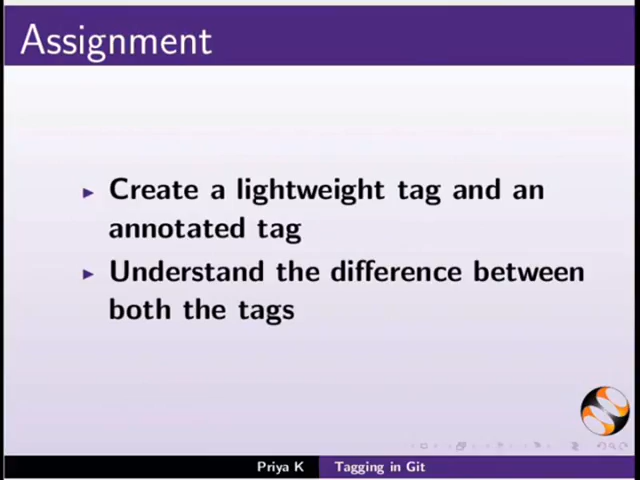 Assignment
Create a lightweight tag and an
annotated tag
Understand the difference between
both the tags
Priya K
Tagging in Git